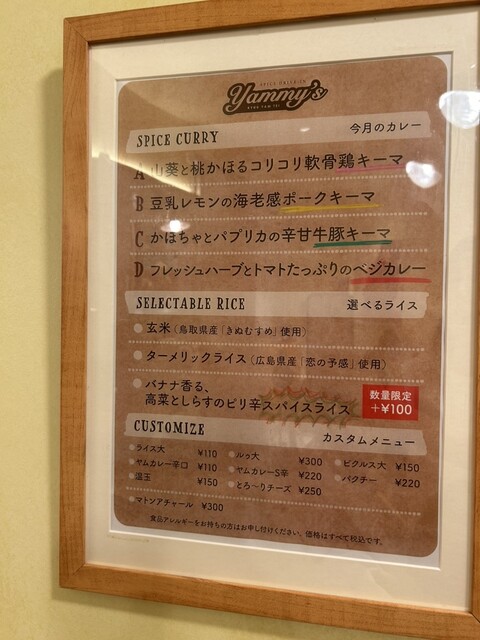 Yammy's
SPICE CURRY 今月のカレー
A 山葵と桃かほるコリコリ軟骨鶏キーマ
B 豆乳レモンの海老感ポークキーマ
C かぼちゃとパプリカの辛甘牛豚キーマ
D フレッシュハーブとトマトたっぷりのベジカレー
SELECTABLE RICE 選べるライス
玄米（鳥取県産「きぬむすめ」使用）
ターメリックライス（広島県産「恋の予感」使用）
バナナ香る、
高菜としらすのピリ辛スパイスライス
数量限定
+¥100
CUSTOMIZE カスタムメニュー
ライス大 ¥110 ルゥ大 ¥300 ピクルス大 ¥150
ヤムカレー辛口 ¥110 ヤムカレーS辛 ¥220 パクチー ¥220
温玉 ¥150 とろ〜りチーズ ¥250
マトンアチャール ¥300
食品アレルギーをお持ちの方はお申し付けください。価格はすべて税込です。